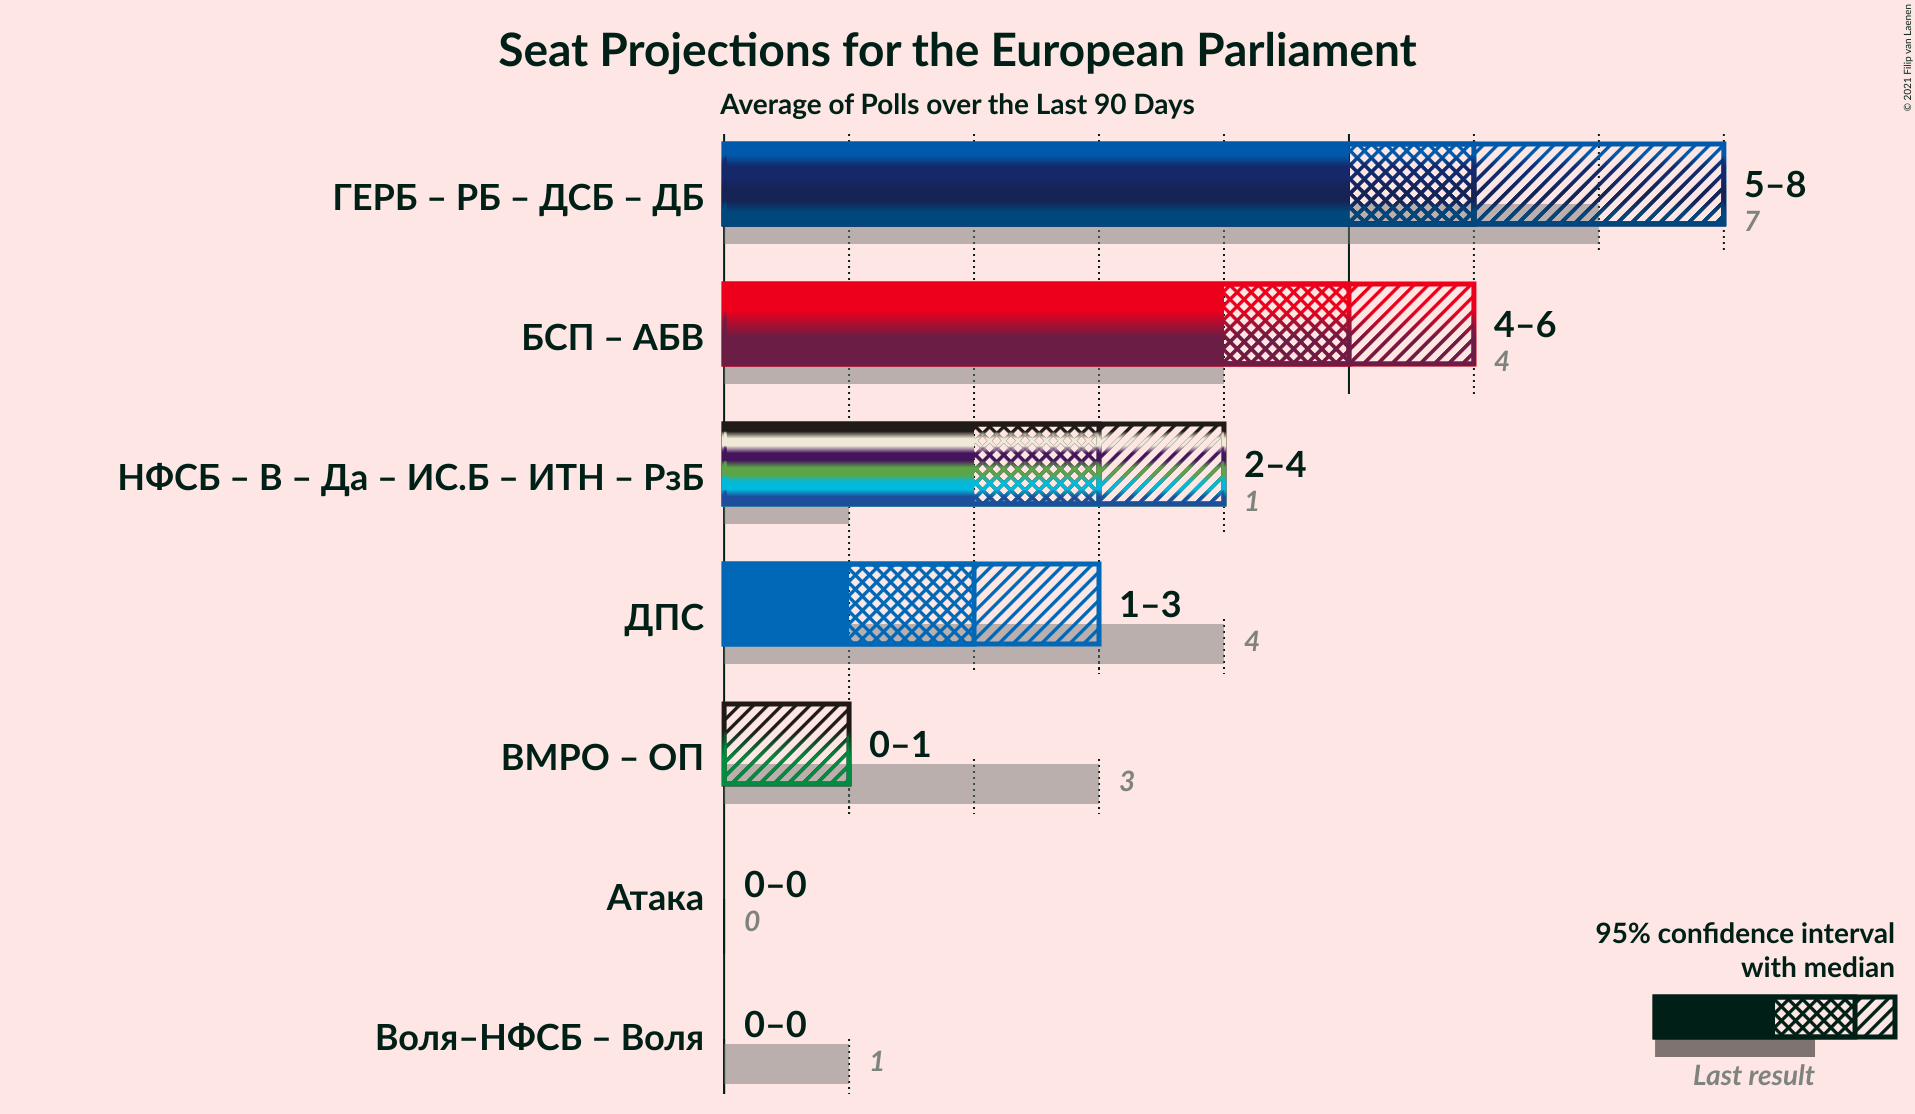 Seat Projections for the European Parliament
Average of Polls over the Last 90 Days
© 2021 Filip van Laenen
ГЕРБ – РБ – ДСБ – ДБ
5–8
7
БСП – АБВ
4–6
4
НФСБ – В – Да – ИС.Б – ИТН – РзБ
2–4
1
ДПС
1–3
4
ВМРО – ОП
0–1
3
Атака
0–0
0
Воля–НФСБ – Воля
0–0
1
95% confidence interval
with median
Last result